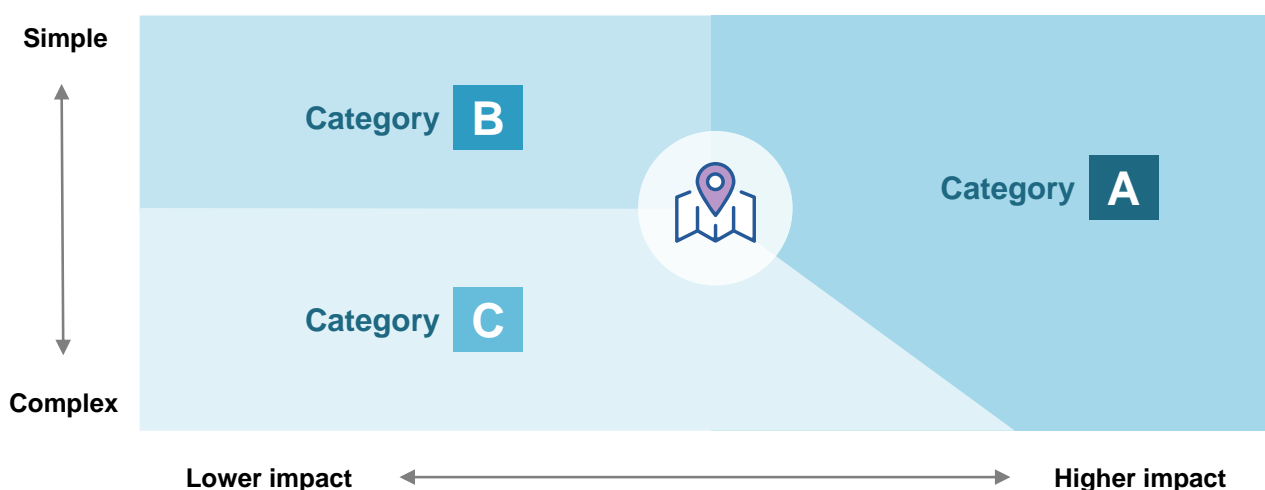 Simple
Category B
Category A
Category C
Complex
Lower impact
Higher impact